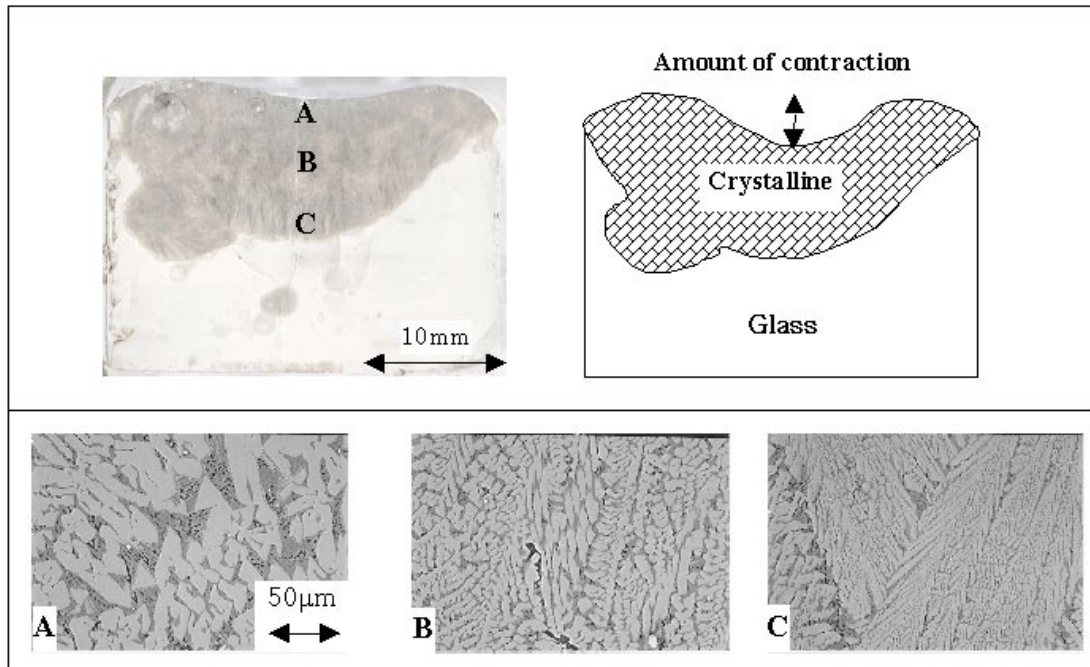 Amount of contraction
A
B
C
Crystalline
10mm
Glass
A
50μm
B
C